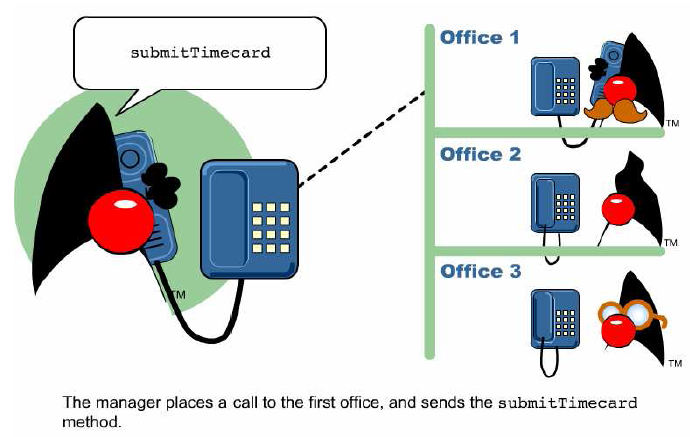 submitTimecard
Office 1
TM
Office 2
TM
Office 3
TM
TM
The manager places a call to the first office, and sends the submitTimecard
method.